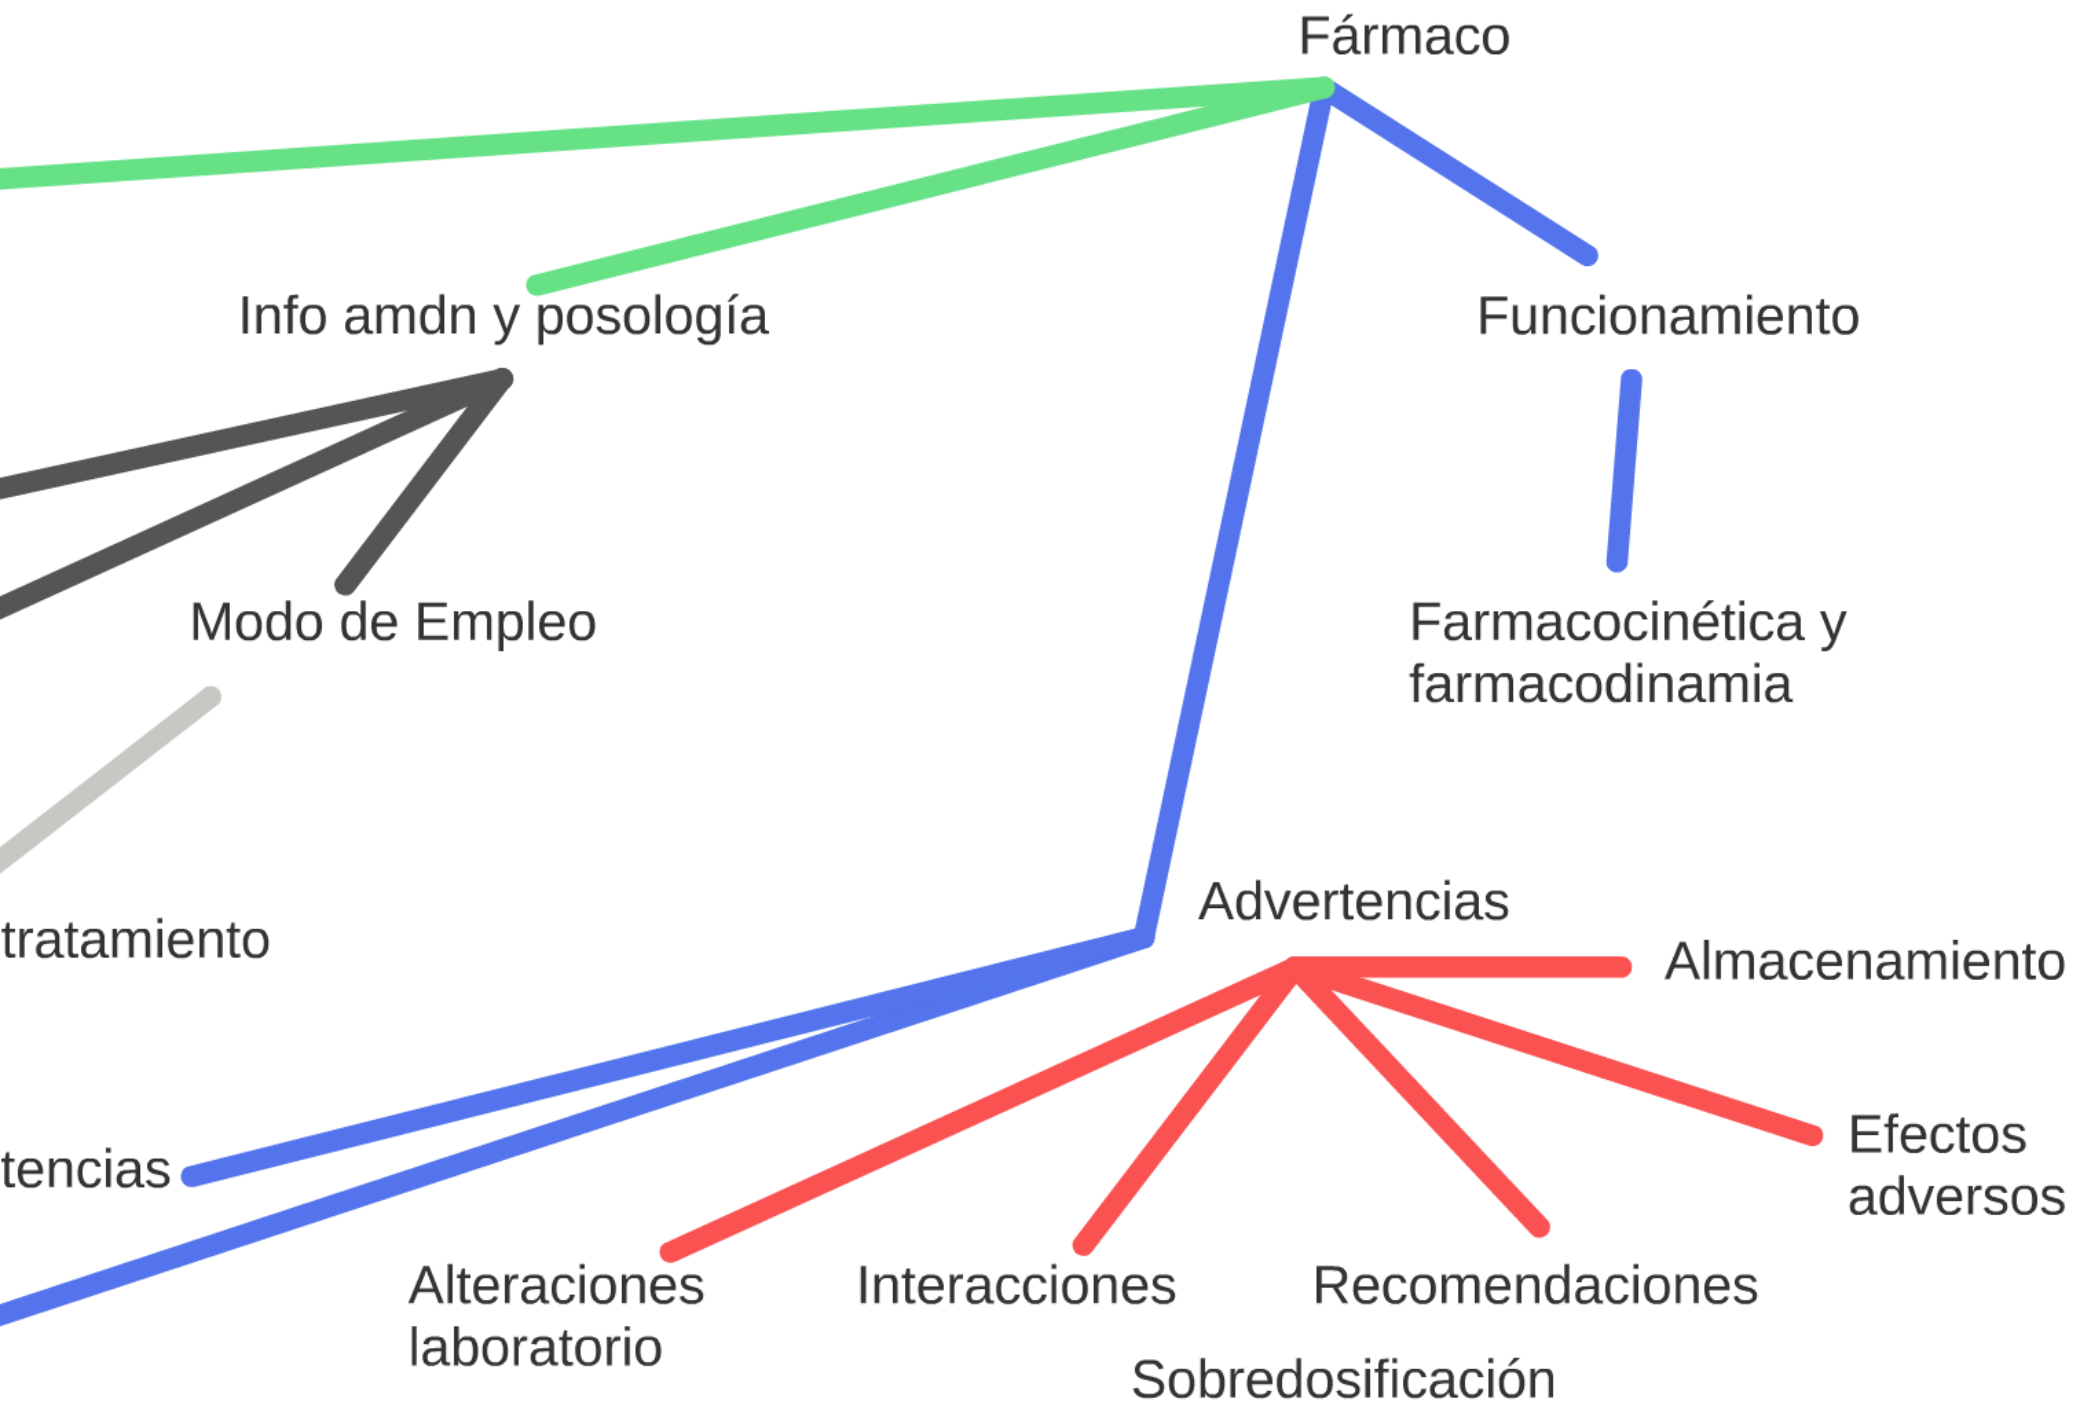 Fármaco
Info amdn y posología
Funcionamiento
Modo de Empleo
Farmacocinética y
farmacodinamia
Advertencias
tratamiento
Almacenamiento
Efectos
adversos
tencias
Alteraciones
laboratorio
Interacciones
Recomendaciones
Sobredosificación